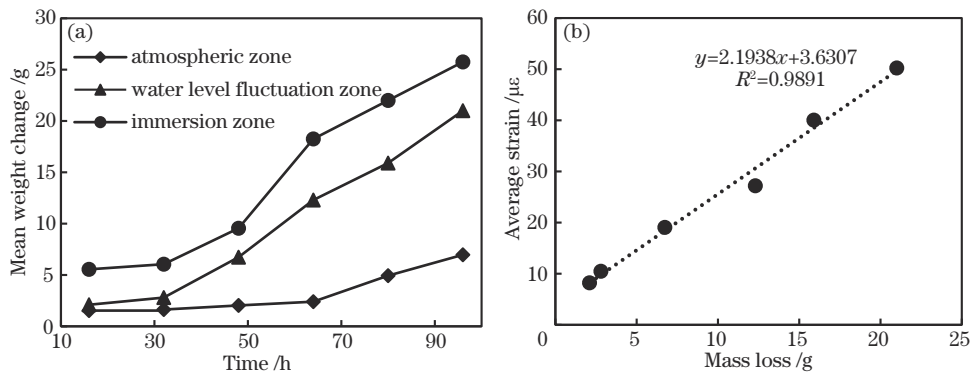 (a)
atmospheric zone
water level fluctuation zone
immersion zone
Mean weight change /g
30
25
20
15
10
5
0
10
30
50
70
90
Time /h
(b)
y=2.1938x+3.6307
R²=0.9891
Average strain /με
60
50
40
30
20
10
0
0
5
10
15
20
25
Mass loss /g